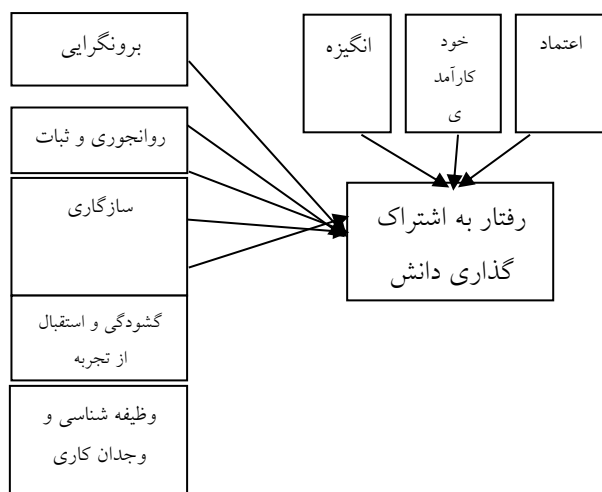 برونگرایی
روانجوری و ثبات
سازگاری
گشودگی و استقبال
از تجربه
وظیفه شناسی و
وجدان کاری
انگیزه
خود
کارآمد
ی
اعتماد
رفتار به اشتراک
گذاری دانش